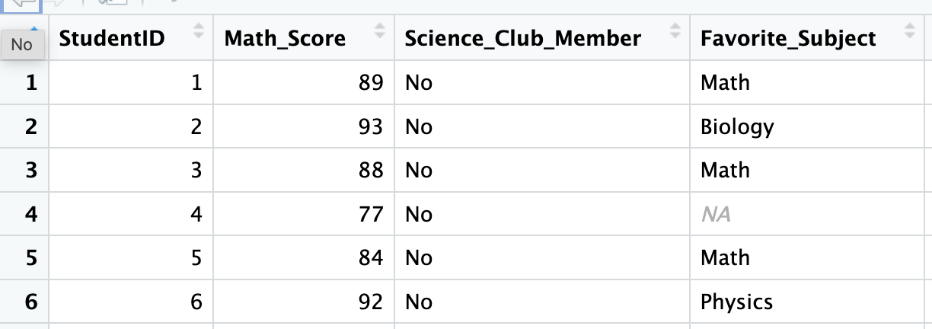 No StudentID Math_Score Science_Club_Member Favorite_Subject
1 1 89 No Math
2 2 93 No Biology
3 3 88 No Math
4 4 77 No NA
5 5 84 No Math
6 6 92 No Physics